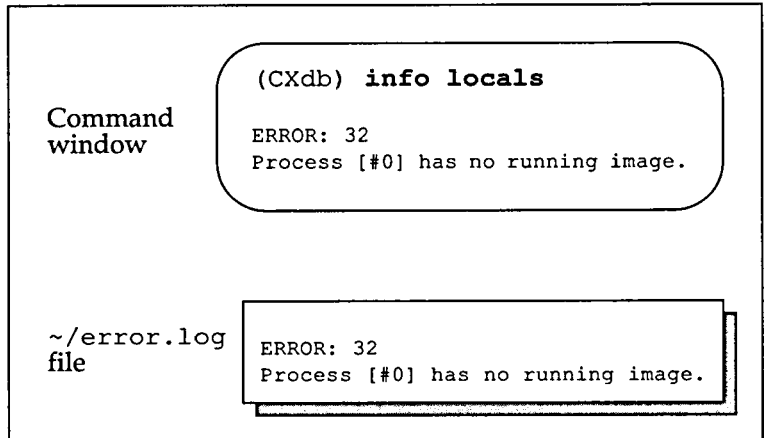 (CXdb) info locals
Command
window
ERROR: 32
Process [#0] has no running image.
~/error.log
file
ERROR: 32
Process [#0] has no running image.